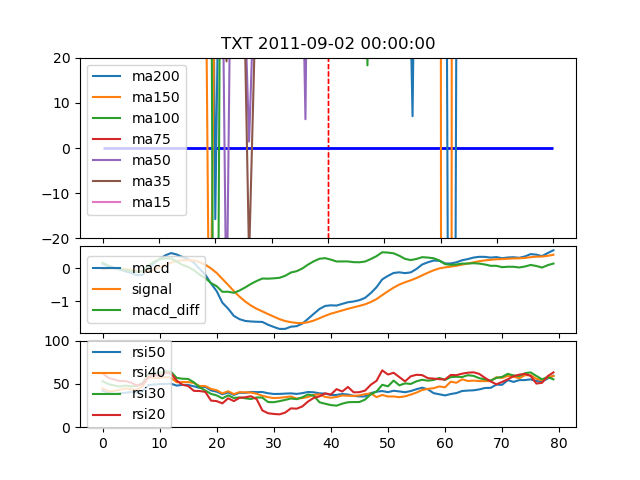 TXT 2011-09-02 00:00:00
20
10
0
−10
−20
ma200
ma150
ma100
ma75
ma50
ma35
ma15
0
−1
macd
signal
macd_diff
100
50
0
rsi50
rsi40
rsi30
rsi20
0 10 20 30 40 50 60 70 80